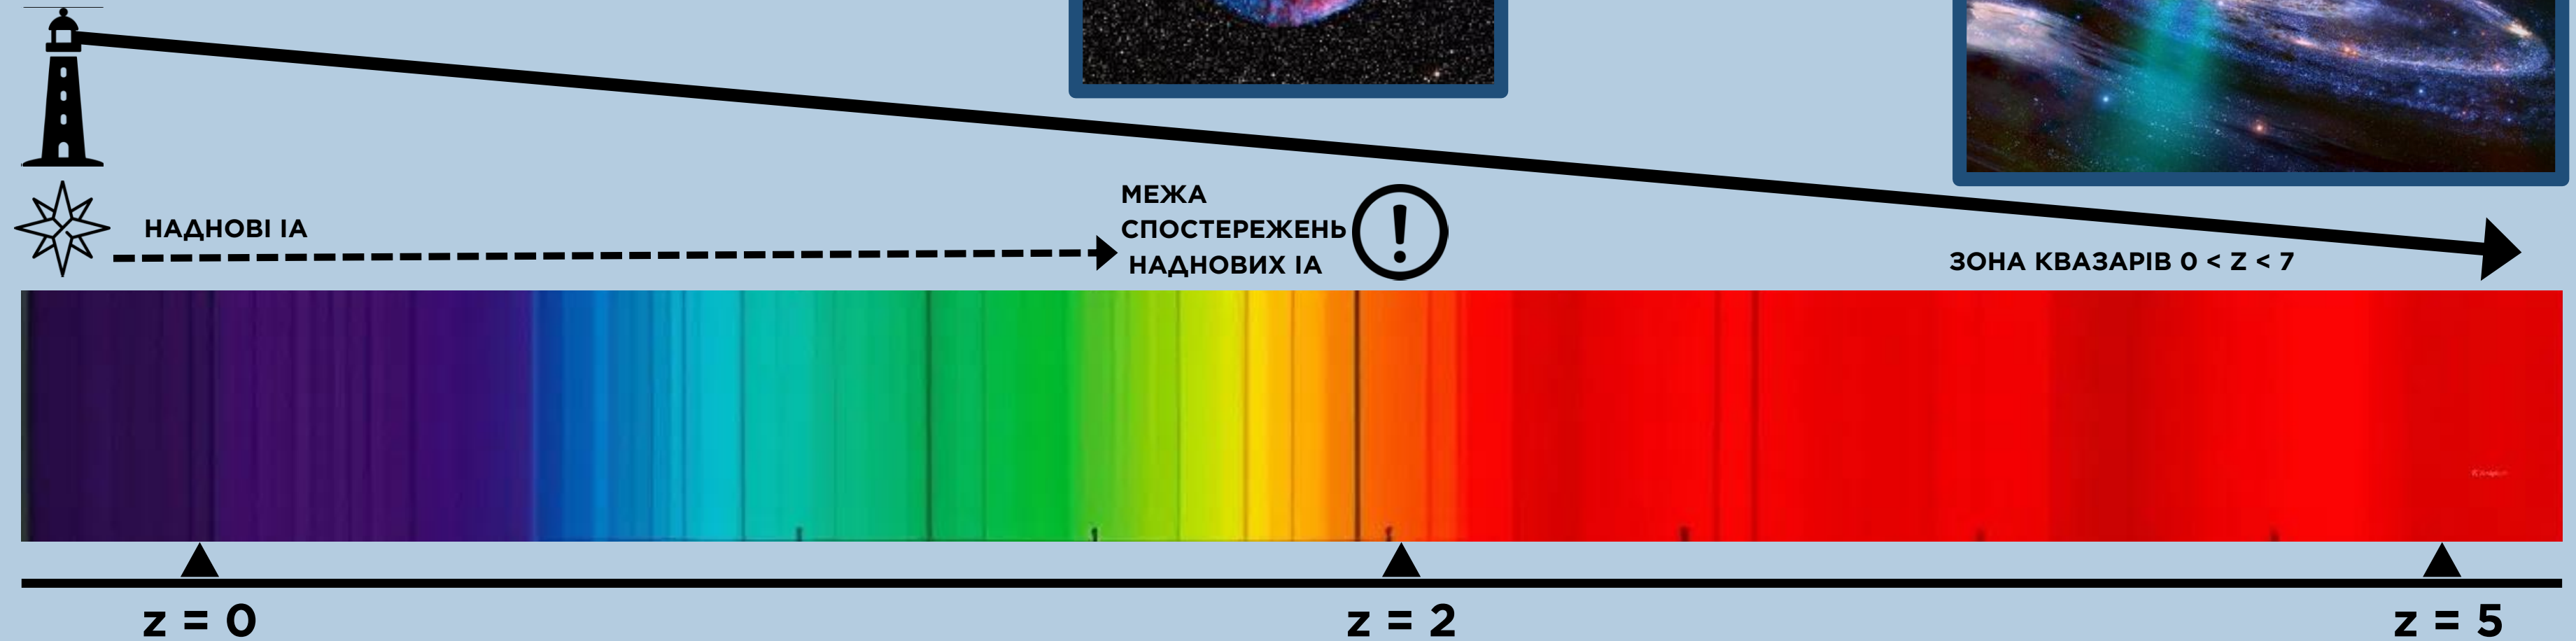 НАДНОВІ ІА
МЕЖА
СПОСТЕРЕЖЕНЬ
НАДНОВИХ ІА
!
ЗОНА КВАЗАРІВ 0 < Z < 7
z = 0
z = 2
z = 5